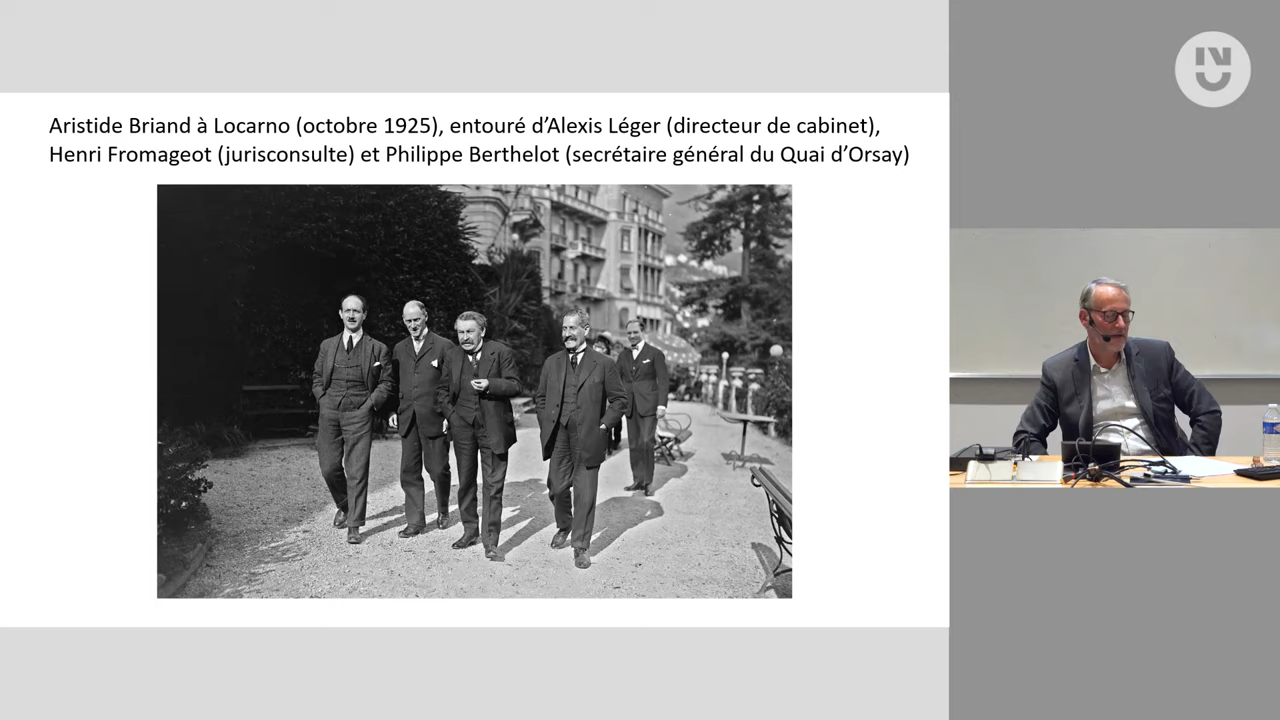 Aristide Briand à Locarno (octobre 1925), entouré d’Alexis Léger (directeur de cabinet),
Henri Fromageot (jurisconsulte) et Philippe Berthelot (secrétaire général du Quai d’Orsay)